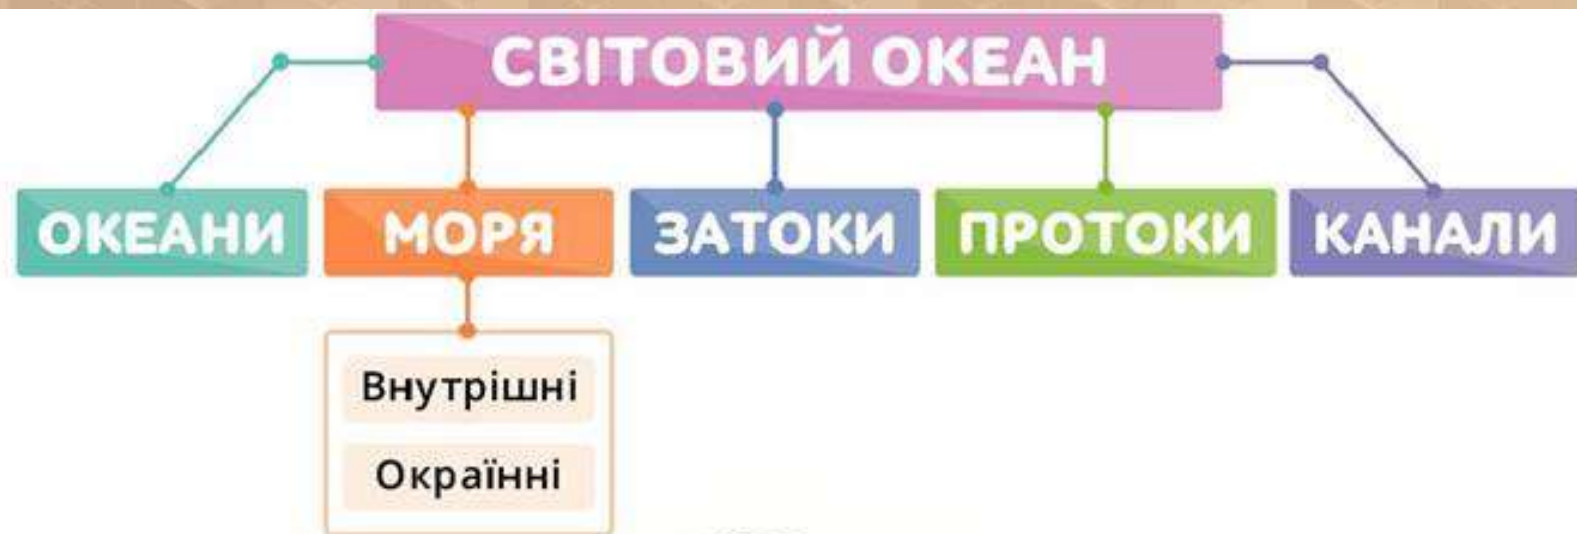 СВІТОВИЙ ОКЕАН
ОКЕАНИ
МОРЯ
ЗАТОКИ
ПРОТОКИ
КАНАЛИ
Внутрішні
Окраїнні